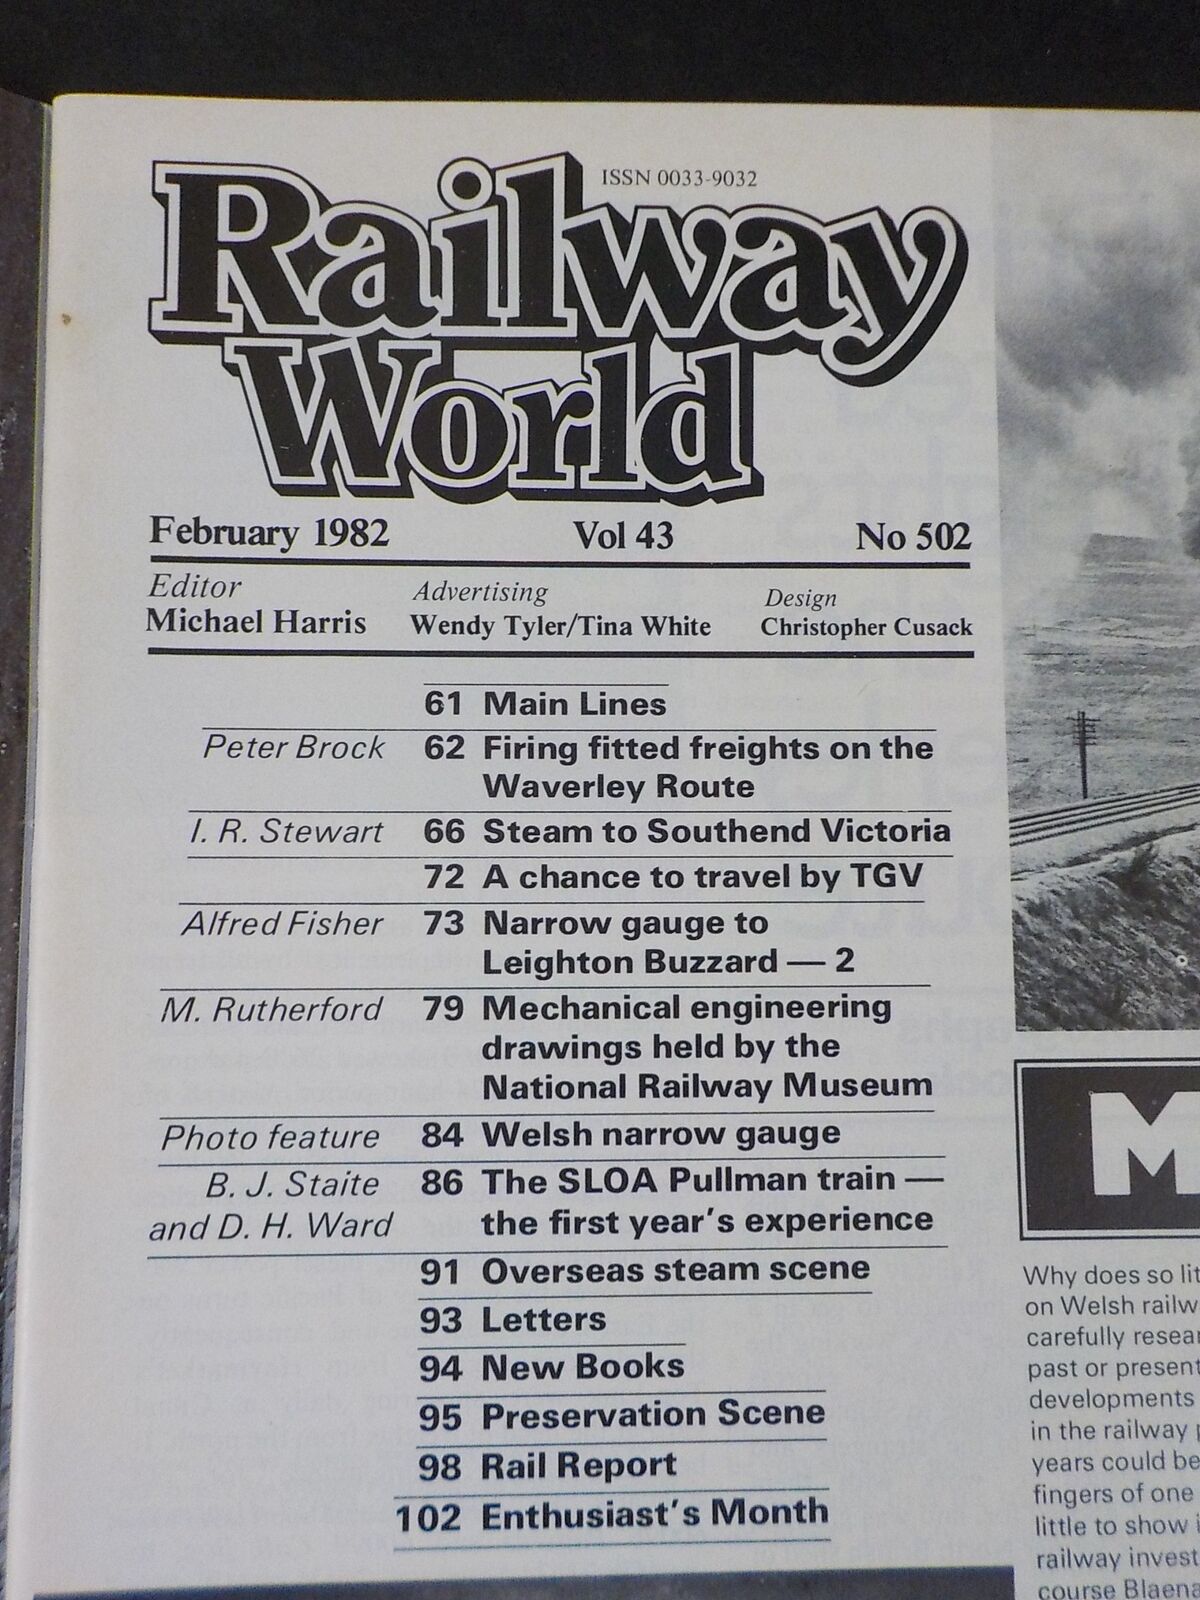 ISSN 0033-9032
Railway
World
February 1982 Vol 43 No 502
Editor Advertising Design
Michael Harris Wendy Tyler/Tina White Christopher Cusack
61 Main Lines
Peter Brock 62 Firing fitted freights on the
Waverley Route
I. R. Stewart 66 Steam to Southend Victoria
72 A chance to travel by TGV
Alfred Fisher 73 Narrow gauge to
Leighton Buzzard — 2
M. Rutherford 79 Mechanical engineering
drawings held by the
National Railway Museum
Photo feature 84 Welsh narrow gauge
B. J. Staite 86 The SLOA Pullman train —
and D. H. Ward the first year's experience
91 Overseas steam scene
93 Letters
94 New Books
95 Preservation Scene
98 Rail Report
102 Enthusiast's Month
M
Why does so lit
on Welsh railw
carefully resear
past or present
developments
in the railway
years could be
fingers of one
little to show
railway invest
course Blaena